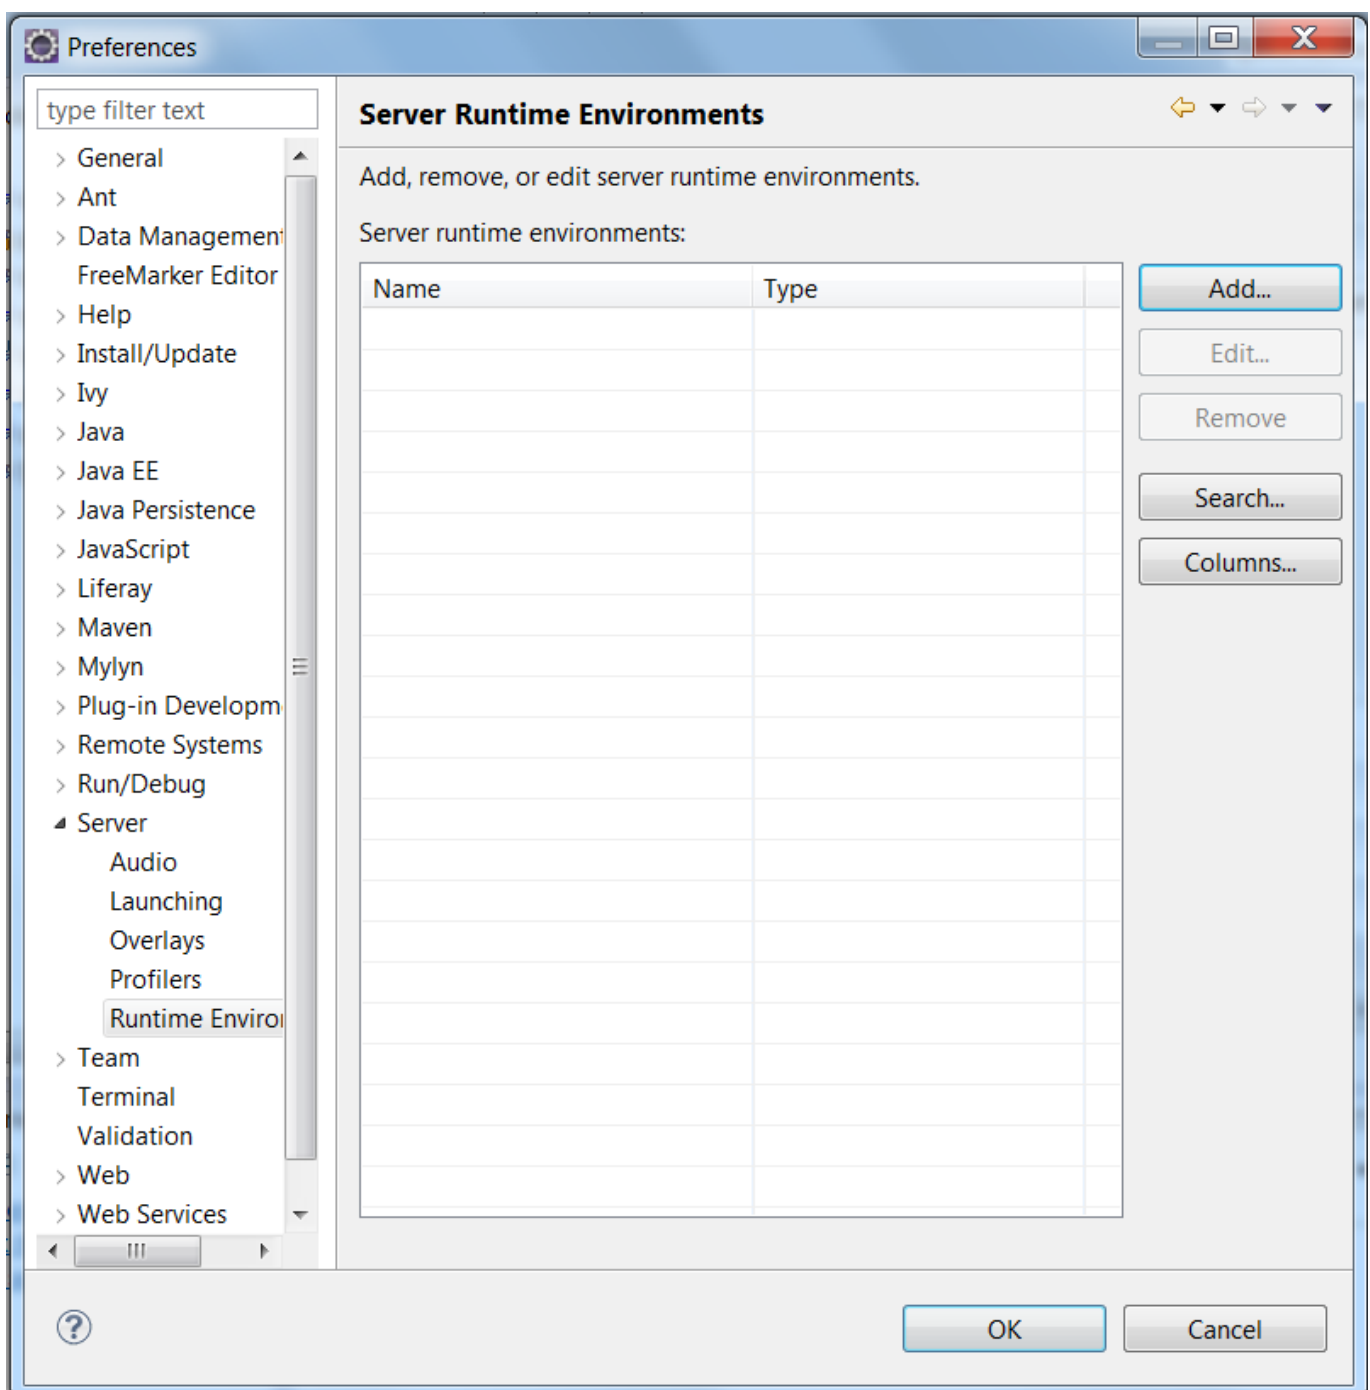 Preferences
type filter text
General
Ant
Data Management
FreeMarker Editor
Help
Install/Update
Ivy
Java
Java EE
Java Persistence
JavaScript
Liferay
Maven
Mylyn
Plug-in Developm
Remote Systems
Run/Debug
Server
Audio
Launching
Overlays
Profilers
Runtime Enviro
Team
Terminal
Validation
Web
Web Services
Server Runtime Environments
Add, remove, or edit server runtime environments.
Server runtime environments:
Name Type
Add...
Edit...
Remove
Search...
Columns...
OK Cancel